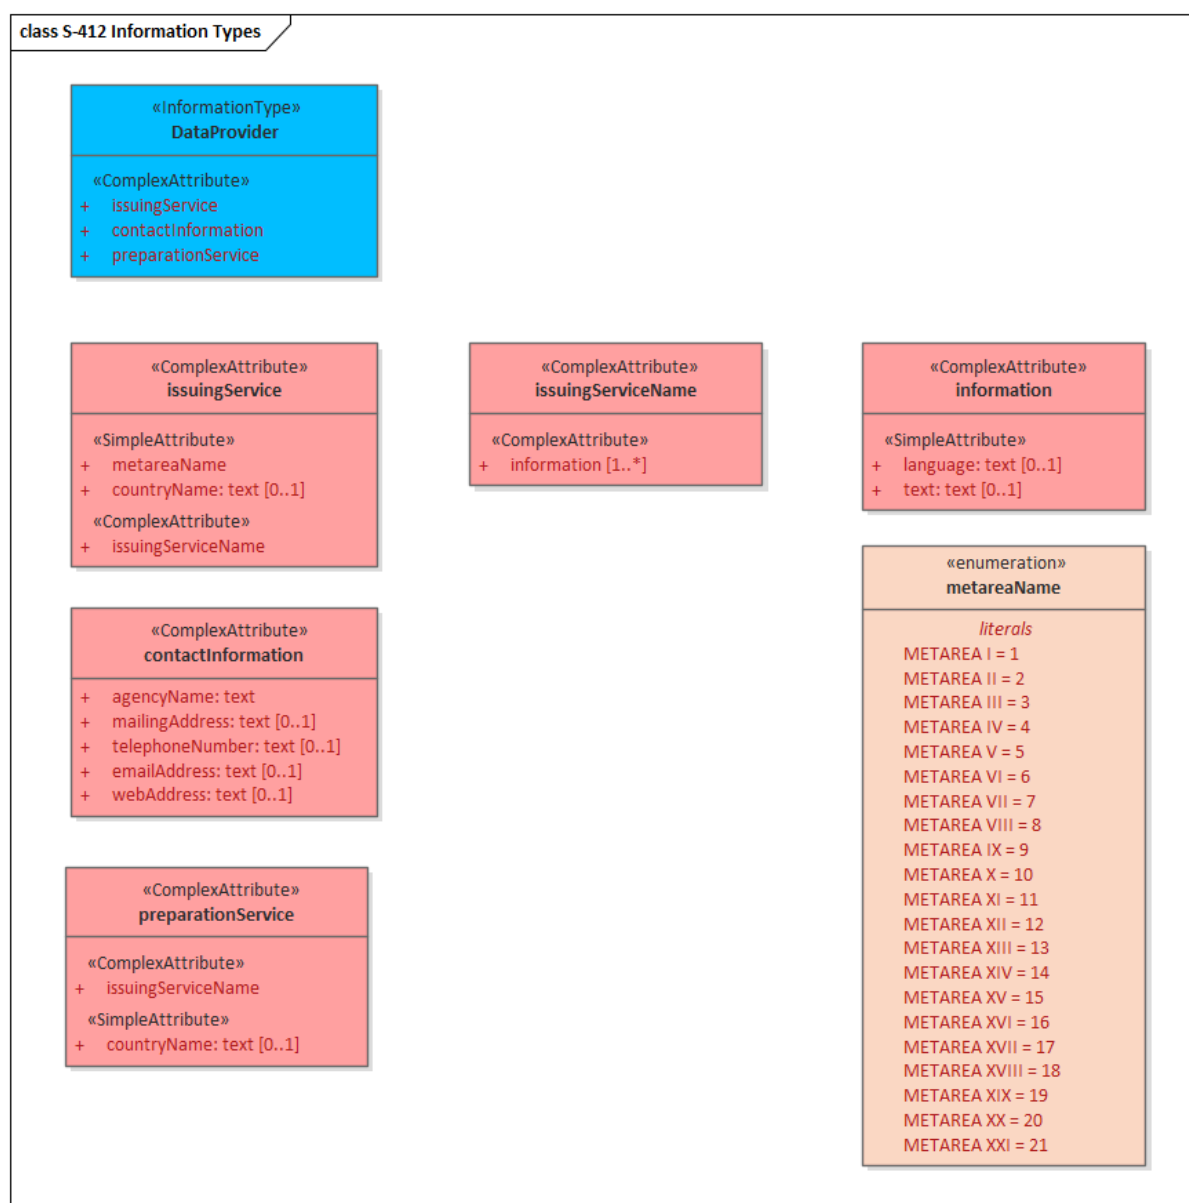 class S-412 Information Types
«InformationType»
DataProvider
«ComplexAttribute»
+ issuingService
+ contactInformation
+ preparationService
«ComplexAttribute»
issuingService
«SimpleAttribute»
+ metareaName
+ countryName: text [0..1]
«ComplexAttribute»
+ issuingServiceName
«ComplexAttribute»
issuingServiceName
«ComplexAttribute»
+ information [1..*]
«ComplexAttribute»
information
«SimpleAttribute»
+ language: text [0..1]
+ text: text [0..1]
«ComplexAttribute»
contactInformation
+ agencyName: text
+ mailingAddress: text [0..1]
+ telephoneNumber: text [0..1]
+ emailAddress: text [0..1]
+ webAddress: text [0..1]
«enumeration»
metareaName
literals
METAREA I = 1
METAREA II = 2
METAREA III = 3
METAREA IV = 4
METAREA V = 5
METAREA VI = 6
METAREA VII = 7
METAREA VIII = 8
METAREA IX = 9
METAREA X = 10
METAREA XI = 11
METAREA XII = 12
METAREA XIII = 13
METAREA XIV = 14
METAREA XV = 15
METAREA XVI = 16
METAREA XVII = 17
METAREA XVIII = 18
METAREA XIX = 19
METAREA XX = 20
METAREA XXI = 21
«ComplexAttribute»
preparationService
«ComplexAttribute»
+ issuingServiceName
«SimpleAttribute»
+ countryName: text [0..1]